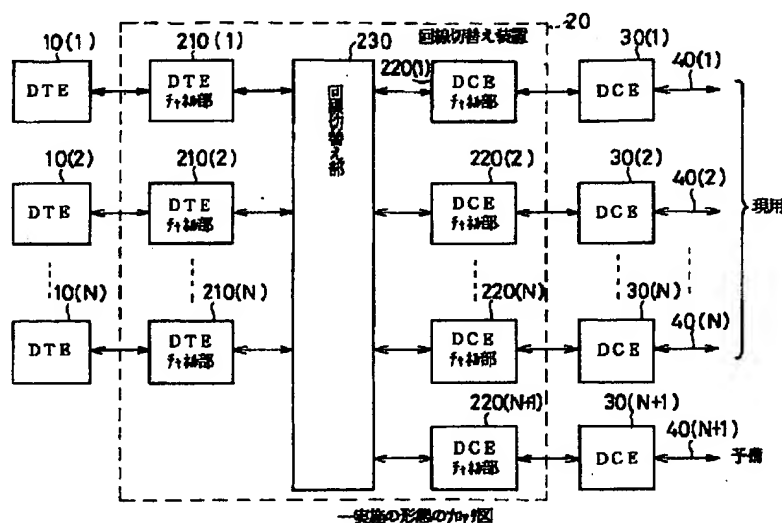 210(1) 230 回線切替え装置 20 30(1)
10(1) 220(1) 40(1)
DTE DTE チャネル部 回線切替え部 DCE チャネル部 DCE
10(2) 210(2) 220(2) 30(2) 40(2)
DTE DTE チャネル部 DCE チャネル部 DCE 現用
10(N) 210(N) 220(N) 30(N) 40(N)
DTE DTE チャネル部 DCE チャネル部 DCE
220(N+1) 30(N+1) 40(N+1)
DCE チャネル部 DCE 予備
一実施の形態のブロック図